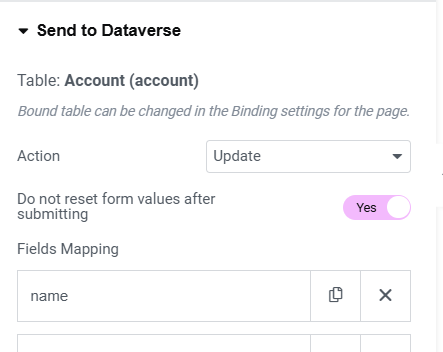 Send to Dataverse
Table: Account (account)
Bound table can be changed in the Binding settings for the page.
Action
Update
Do not reset form values after
submitting
Yes
Fields Mapping
name